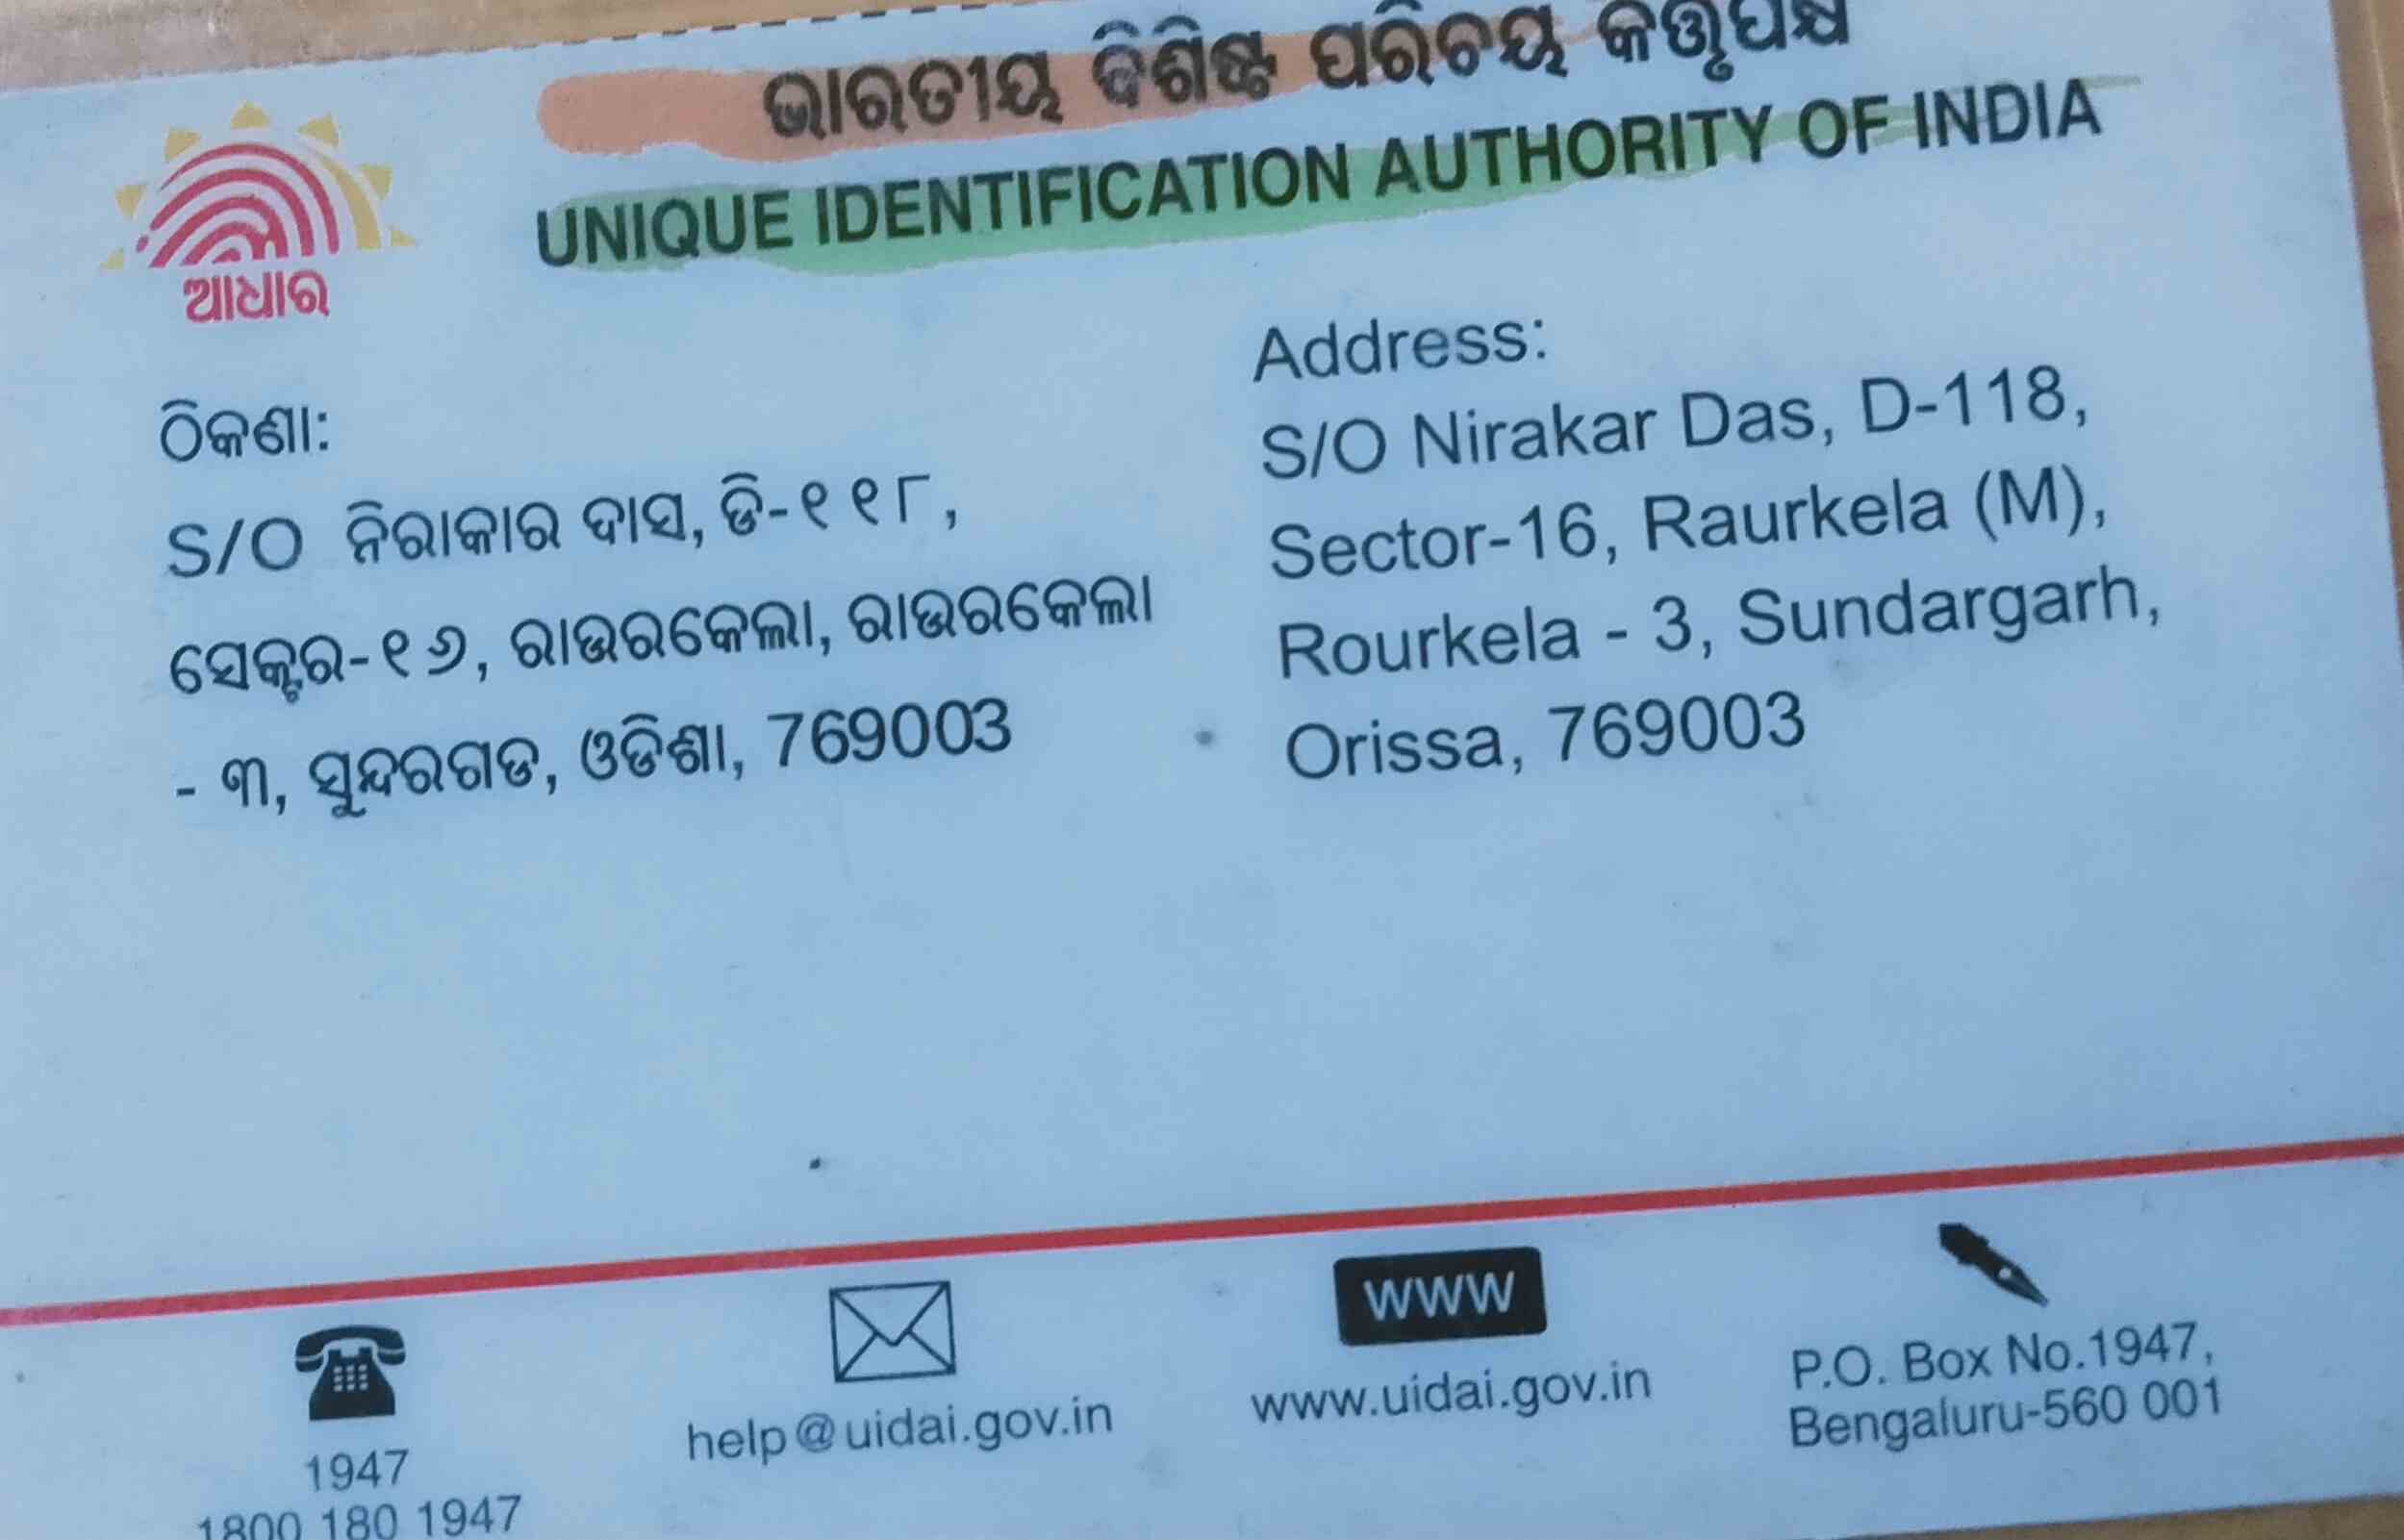 ଭାରତୀୟ ବିଶିଷ୍ଟ ପରିଚୟ କର୍ତ୍ତୃପକ୍ଷ
UNIQUE IDENTIFICATION AUTHORITY OF INDIA
ଆଧାର
ଠିକଣା:
S/O ନିରାକାର ଦାସ, ଡି-୧୧୮,
ସେକ୍ଟର-୧୬, ରାଉରକେଲା, ରାଉରକେଲା
- ୩, ସୁନ୍ଦରଗଡ, ଓଡିଶା, 769003
Address:
S/O Nirakar Das, D-118,
Sector-16, Raurkela (M),
Rourkela - 3, Sundargarh,
Orissa, 769003
1947
1800 180 1947
help@uidai.gov.in
WWW
www.uidai.gov.in
P.O. Box No.1947,
Bengaluru-560 001